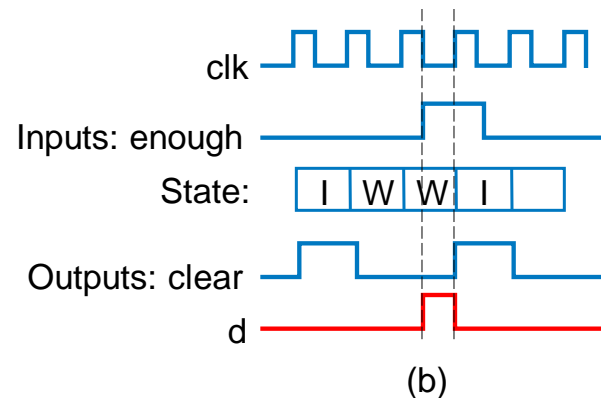 clk
Inputs: enough
State: I W W I
Outputs: clear
d
(b)